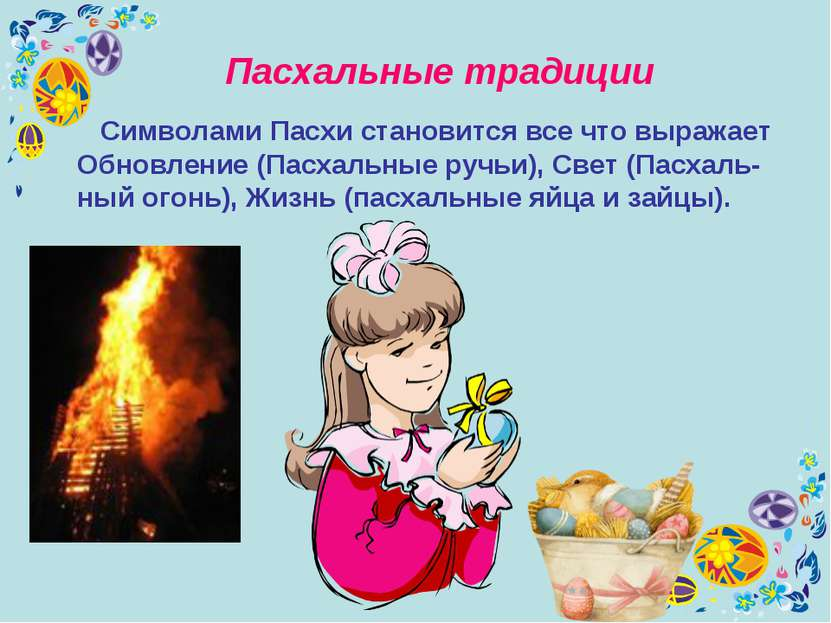 Пасхальные традиции
Символами Пасхи становится все что выражает
Обновление (Пасхальные ручьи), Свет (Пасхаль-
ный огонь), Жизнь (пасхальные яйца и зайцы).